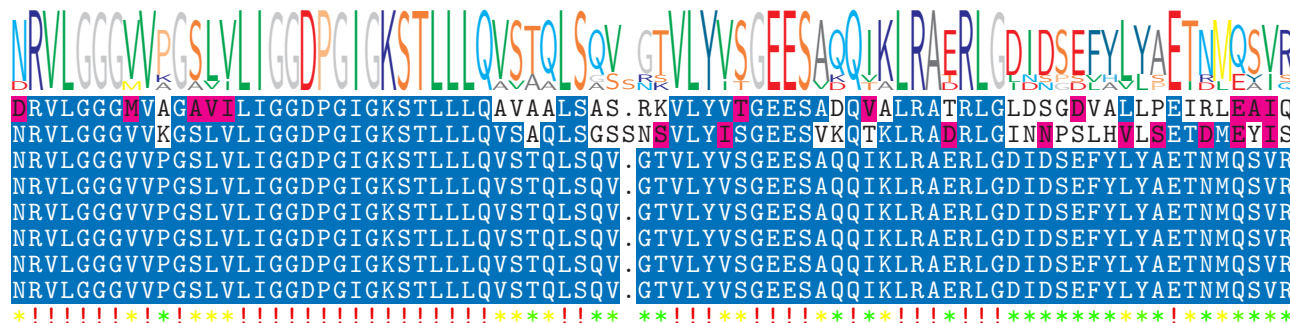 NRVLGGGVVPGSLVLIGGDPGIGKSTLLLQVSTQLSQV GTVLYVSGEESAQQIKLRAERLGDIDSEFYLYAETNMQSVR
DRVLGGGMVAGAVILIGGDPGIGKSTLLLQAVAALSAS.RKVLYVTGEESADQVALRATRLGLDSGDVALLPEIRLEAIQ
NRVLGGGVVKGSLVLIGGDPGIGKSTLLLQVSAQLSGSSNSVLYISGEESVKQTKLRADRLGINNPSLHVLSETDMEYIS
NRVLGGGVVPGSLVLIGGDPGIGKSTLLLQVSTQLSQV.GTVLYVSGEESAQQIKLRAERLGDIDSEFYLYAETNMQSVR
NRVLGGGVVPGSLVLIGGDPGIGKSTLLLQVSTQLSQV.GTVLYVSGEESAQQIKLRAERLGDIDSEFYLYAETNMQSVR
NRVLGGGVVPGSLVLIGGDPGIGKSTLLLQVSTQLSQV.GTVLYVSGEESAQQIKLRAERLGDIDSEFYLYAETNMQSVR
NRVLGGGVVPGSLVLIGGDPGIGKSTLLLQVSTQLSQV.GTVLYVSGEESAQQIKLRAERLGDIDSEFYLYAETNMQSVR
NRVLGGGVVPGSLVLIGGDPGIGKSTLLLQVSTQLSQV.GTVLYVSGEESAQQIKLRAERLGDIDSEFYLYAETNMQSVR
NRVLGGGVVPGSLVLIGGDPGIGKSTLLLQVSTQLSQV.GTVLYVSGEESAQQIKLRAERLGDIDSEFYLYAETNMQSVR
*!!!!!!*!*!***!!!!!!!!!!!!!!!!****!!** **!!!**!!!!**!**!!!*!!!**********!*******